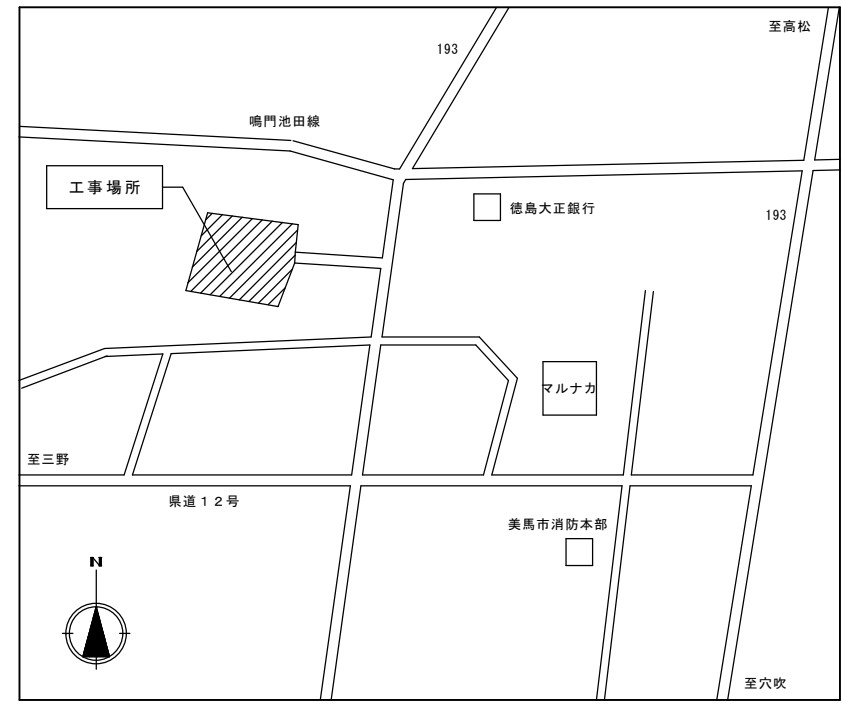 至高松
193
鳴門池田線
工事場所
徳島大正銀行
193
マルナカ
至三野
県道１２号
美馬市消防本部
N
至穴吹